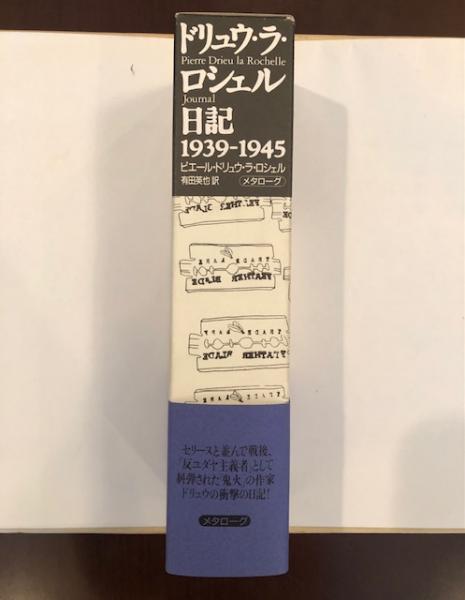 ドリュウ・ラ・
Pierre Drieu la Rochelle
ロシェル
Journal
日記
1939-1945
ピエール・ドリュウ・ラ・ロシェル
有田英也 訳
メタローグ
セリーヌと並んで戦後、
「反ユダヤ主義者」として
糾弾された『鬼火』の作家
ドリュウの衝撃の日記!
メタローグ